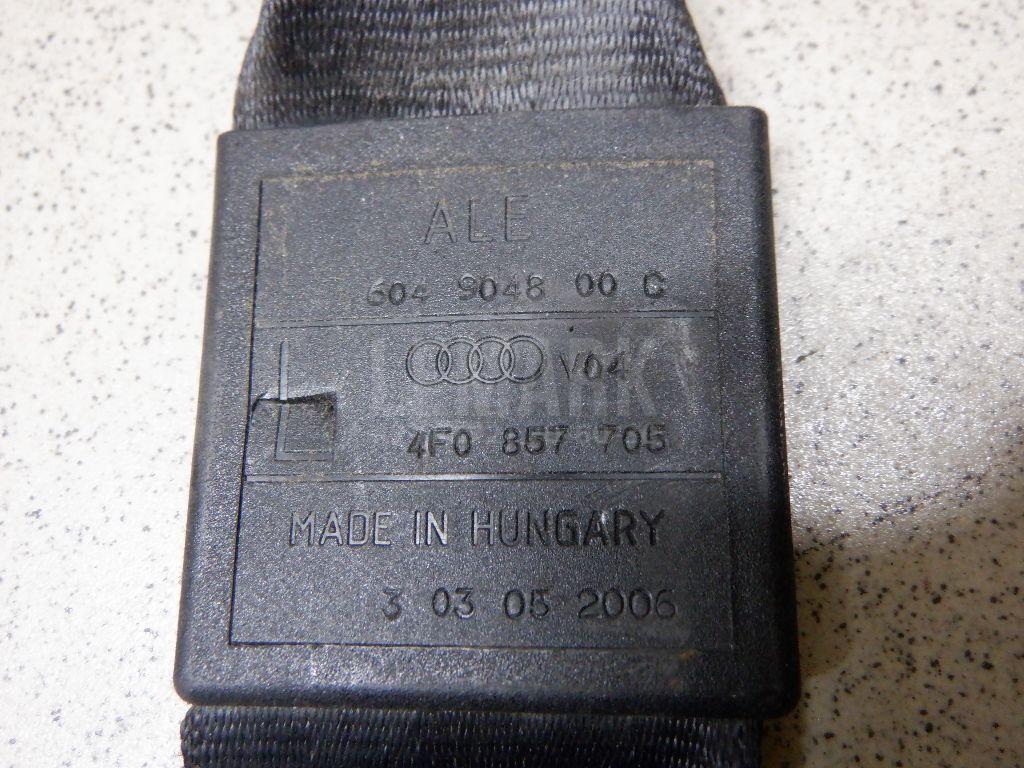 ALE
604 9048 00 C
L
V04
4F0 857 705
MADE IN HUNGARY
3 03 05 2006